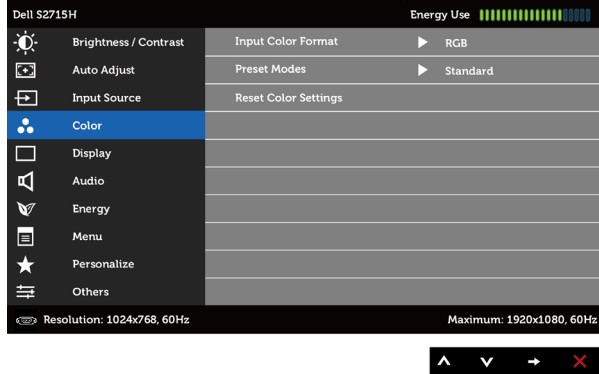 Dell S2715H Energy Use
Brightness / Contrast Input Color Format RGB
Auto Adjust Preset Modes Standard
Input Source Reset Color Settings
Color
Display
Audio
Energy
Menu
Personalize
Others
Resolution: 1024x768, 60Hz Maximum: 1920x1080, 60Hz